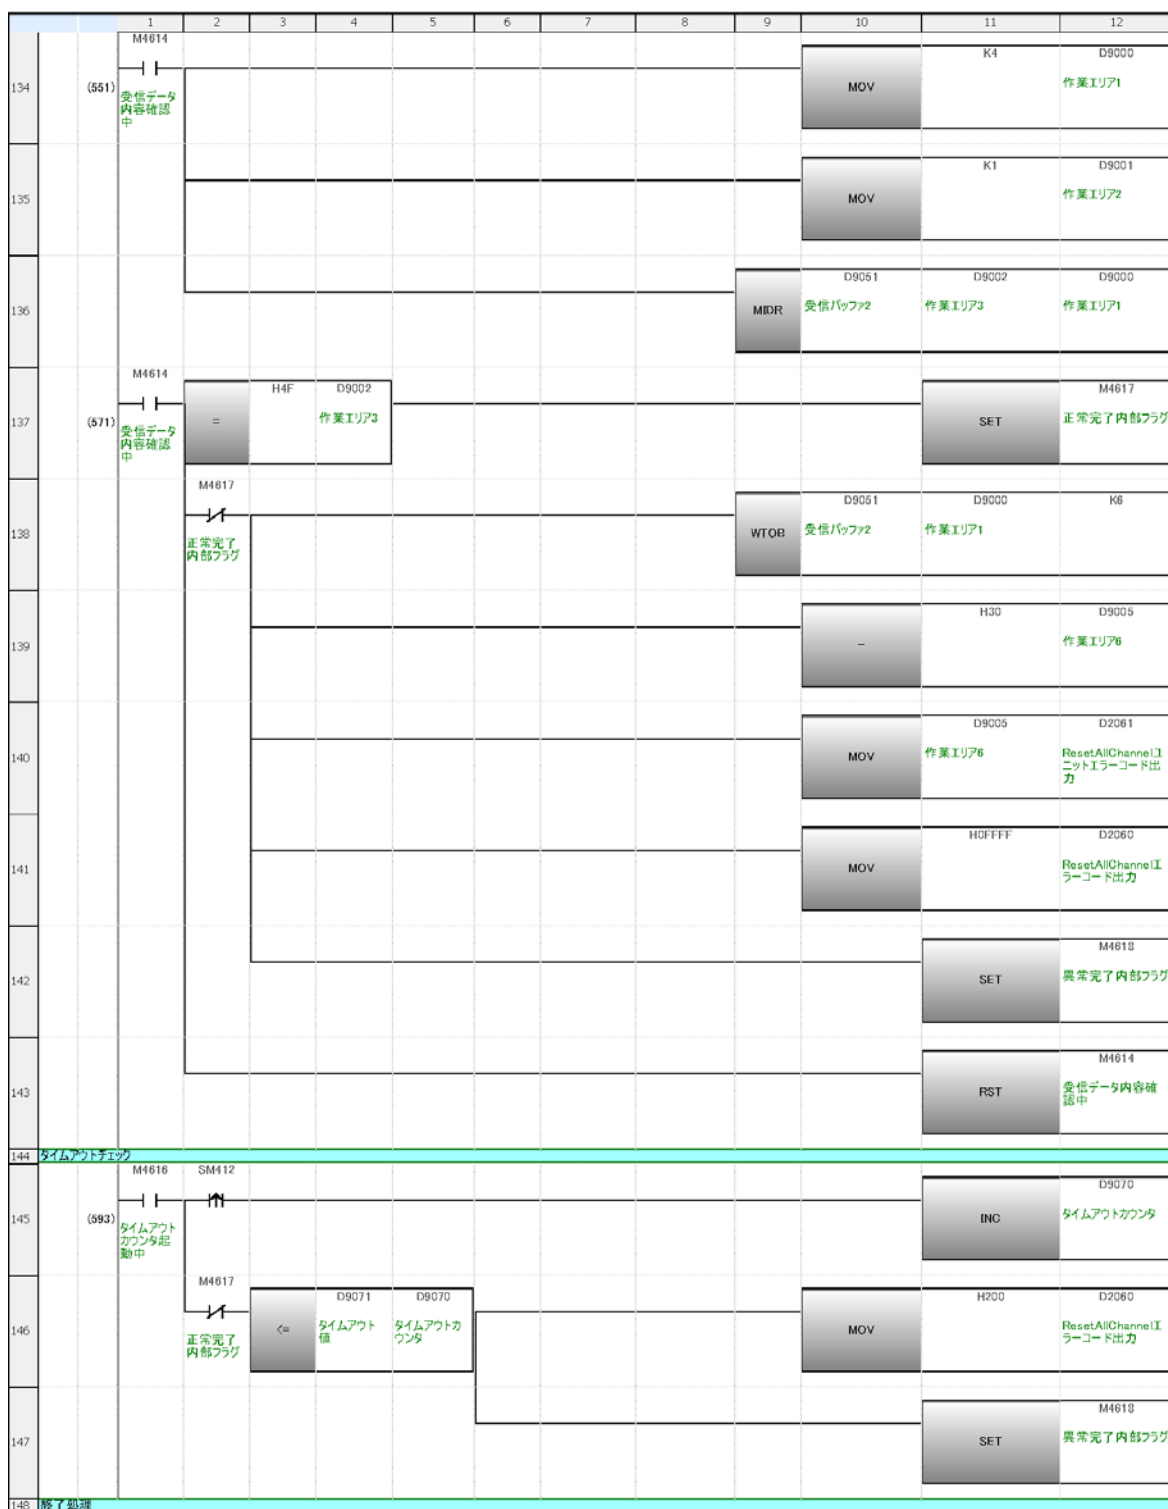 1 2 3 4 5 6 7 8 9 10 11 12
M4614
134 (551) MOV K4 D9000
受信データ
内容確認
中
作業エリア1
135 MOV K1 D9001
作業エリア2
136 MIDR D9051 D9002 D9000
受信バッファ2 作業エリア3 作業エリア1
M4614
137 (571) = H4F D9002 SET M4617
受信データ
内容確認
中
作業エリア3 正常完了内部フラグ
M4617
138 WTOB D9051 D9000 K6
正常完了
内部フラグ
受信バッファ2 作業エリア1
139 - H30 D9005
作業エリア6
140 MOV D9005 D2061
作業エリア6
ResetAllChannelユ
ニットエラーコード出
力
141 MOV H0FFFF D2060
ResetAllChannelエ
ラーコード出力
142 SET M4618
異常完了内部フラグ
143 RST M4614
受信データ内容確
認中
144 タイムアウトチェック
M4616 SM412
145 (593) INC D9070
タイムアウト
カウンタ起
動中
タイムアウトカウンタ
M4617
146 <= D9071 D9070 MOV H200 D2060
正常完了
内部フラグ
タイムアウト
値
タイムアウトカ
ウンタ
ResetAllChannelエ
ラーコード出力
147 SET M4618
異常完了内部フラグ
148 終了処理